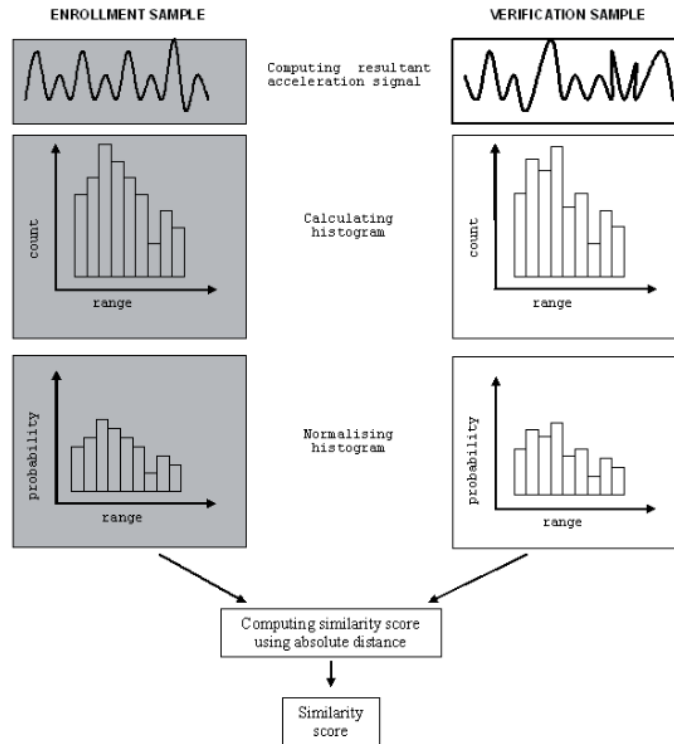 ENROLLMENT SAMPLE
VERIFICATION SAMPLE
Computing resultant
acceleration signal
count
range
Calculating
histogram
count
range
probability
range
Normalising
histogram
probability
range
Computing similarity score
using absolute distance
Similarity
score